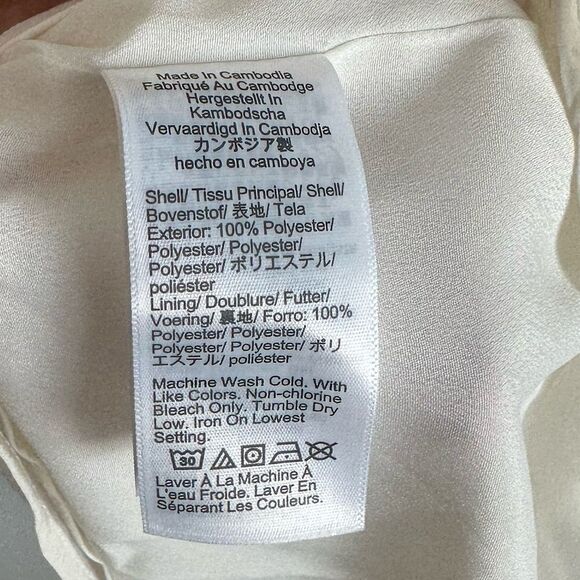 Made In Cambodia
Fabriqué Au Cambodge
Hergestellt In
Kambodscha
Vervaardigd In Cambodja
カンボジア製
hecho en camboya
Shell/ Tissu Principal/ Shell/
Bovenstof/ 表地/ Tela
Exterior: 100% Polyester/
Polyester/ Polyester/
Polyester/ ポリエステル/
poliéster
Lining/ Doublure/ Futter/
Voering/ 裏地/ Forro: 100%
Polyester/ Polyester/
Polyester/ Polyester/ ポリ
エステル/ poliéster
Machine Wash Cold. With
Like Colors. Non-chlorine
Bleach Only. Tumble Dry
Low. Iron On Lowest
Setting.
30
Laver À La Machine À
L'eau Froide. Laver En
Séparant Les Couleurs.